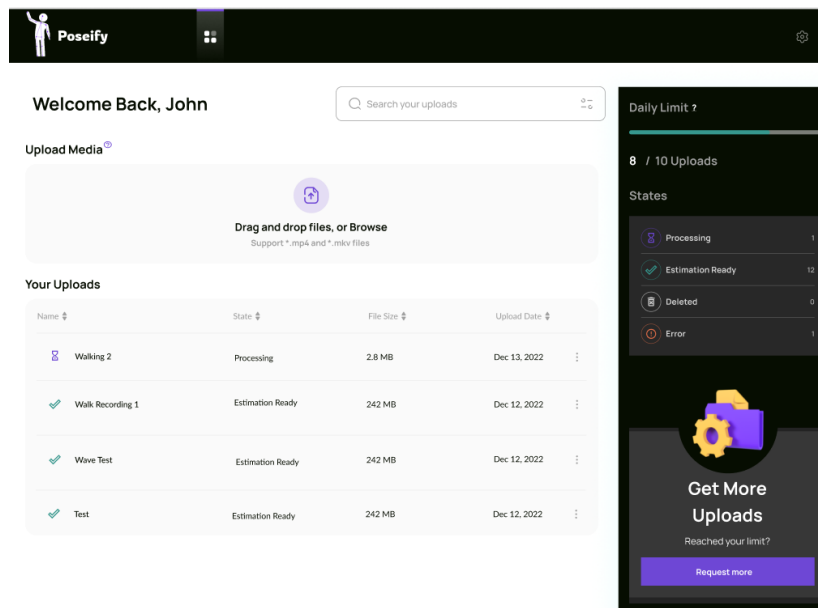 Poseify
Welcome Back, John
Search your uploads
Upload Media ?
Drag and drop files, or Browse
Support *.mp4 and *.mkv files
Your Uploads
Name State File Size Upload Date
Walking 2 Processing 2.8 MB Dec 13, 2022
Walk Recording 1 Estimation Ready 242 MB Dec 12, 2022
Wave Test Estimation Ready 242 MB Dec 12, 2022
Test Estimation Ready 242 MB Dec 12, 2022
Daily Limit ?
8 / 10 Uploads
States
Processing 1
Estimation Ready 12
Deleted 0
Error 1
Get More
Uploads
Reached your limit?
Request more